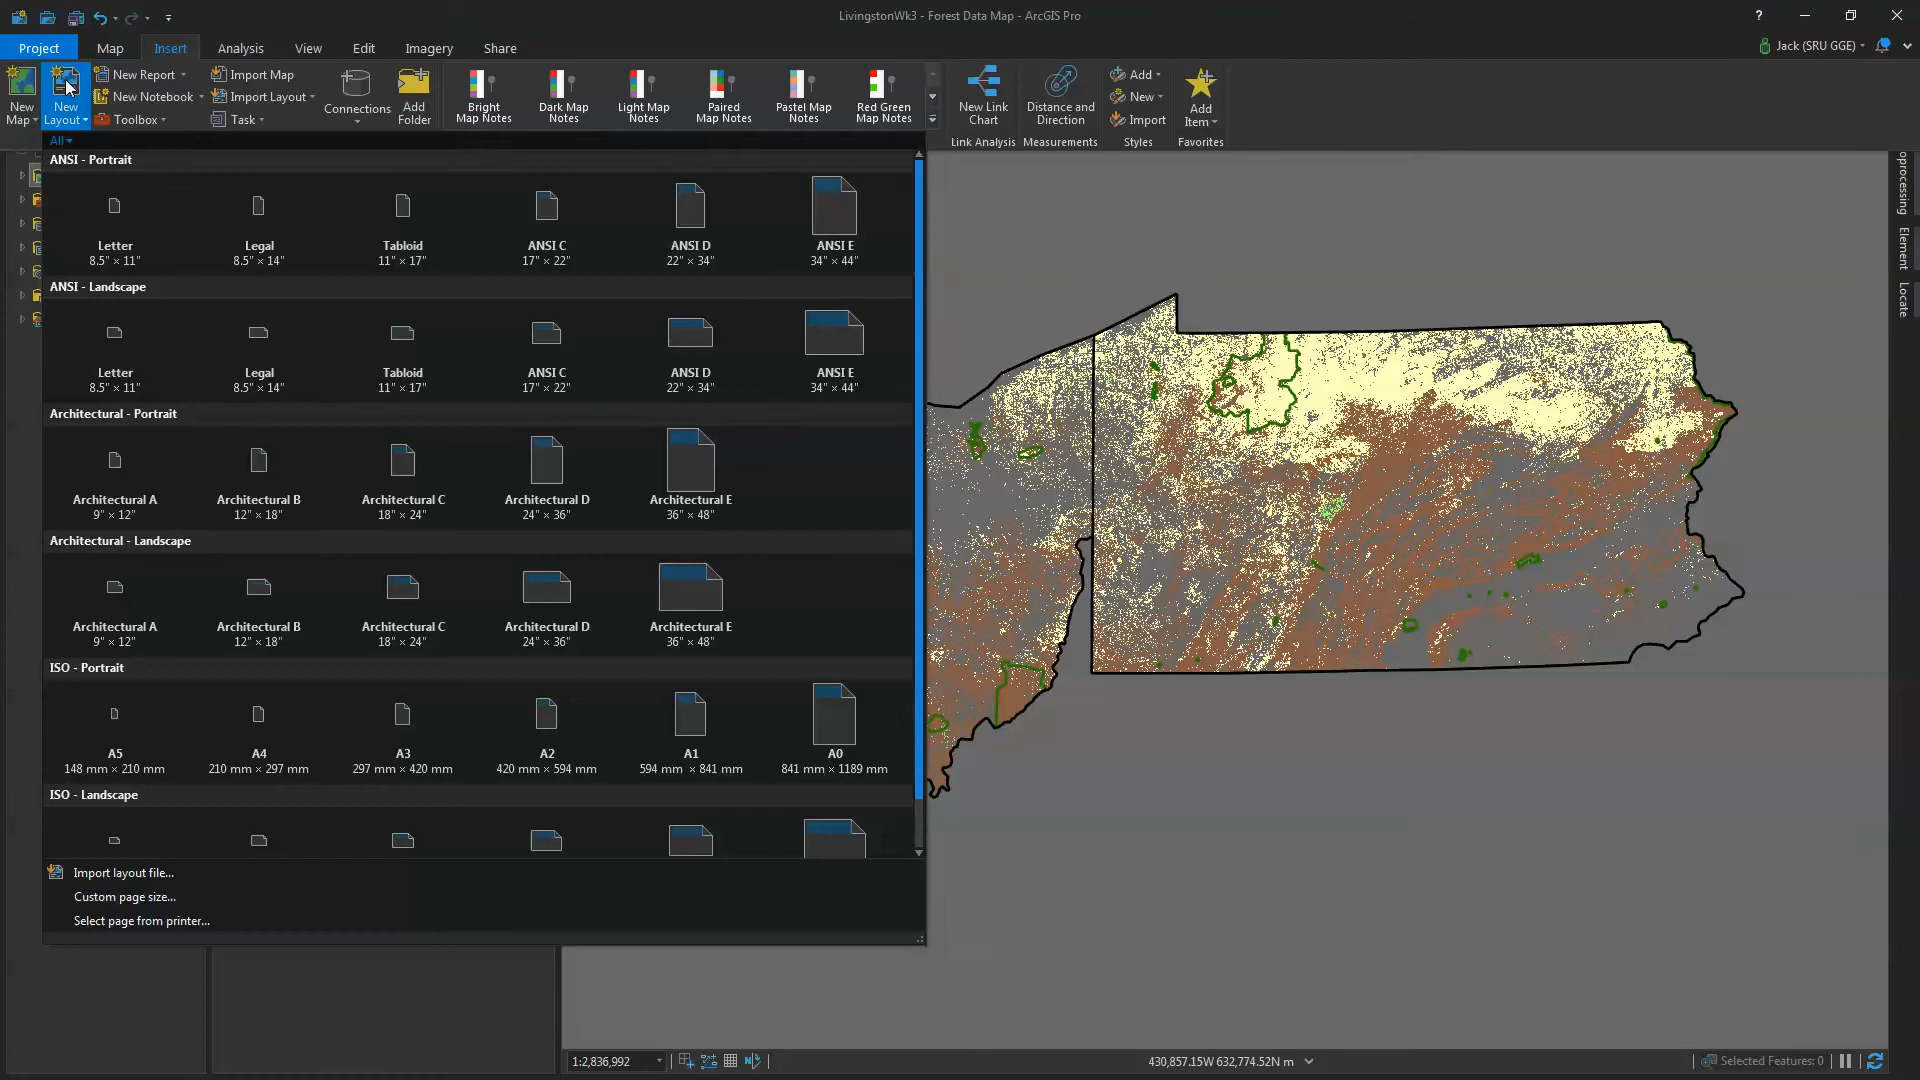 LivingstonWk3 - Forest Data Map - ArcGIS Pro
?
Project
Map
Insert
Analysis
View
Edit
Imagery
Share
Jack (SRU GGE)
New Map
New Layout
New Report
New Notebook
Toolbox
Import Map
Import Layout
Task
Connections
Add Folder
Bright Map Notes
Dark Map Notes
Light Map Notes
Paired Map Notes
Pastel Map Notes
Red Green Map Notes
New Link Chart
Link Analysis
Distance and Direction
Measurements
Add
New
Import
Styles
Add Item
Favorites
All
ANSI - Portrait
Letter
8.5" × 11"
Legal
8.5" × 14"
Tabloid
11" × 17"
ANSI C
17" × 22"
ANSI D
22" × 34"
ANSI E
34" × 44"
ANSI - Landscape
Letter
8.5" × 11"
Legal
8.5" × 14"
Tabloid
11" × 17"
ANSI C
17" × 22"
ANSI D
22" × 34"
ANSI E
34" × 44"
Architectural - Portrait
Architectural A
9" × 12"
Architectural B
12" × 18"
Architectural C
18" × 24"
Architectural D
24" × 36"
Architectural E
36" × 48"
Architectural - Landscape
Architectural A
9" × 12"
Architectural B
12" × 18"
Architectural C
18" × 24"
Architectural D
24" × 36"
Architectural E
36" × 48"
ISO - Portrait
A5
148 mm × 210 mm
A4
210 mm × 297 mm
A3
297 mm × 420 mm
A2
420 mm × 594 mm
A1
594 mm × 841 mm
A0
841 mm × 1189 mm
ISO - Landscape
Import layout file...
Custom page size...
Select page from printer...
oprocessing
Element
Locate
1:2,836,992
430,857.15W 632,774.52N m
Selected Features: 0